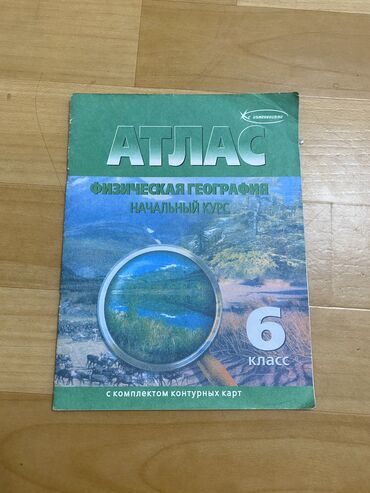 АТЛАС
ФИЗИЧЕСКАЯ ГЕОГРАФИЯ
НАЧАЛЬНЫЙ КУРС
6
класс
с комплектом контурных карт